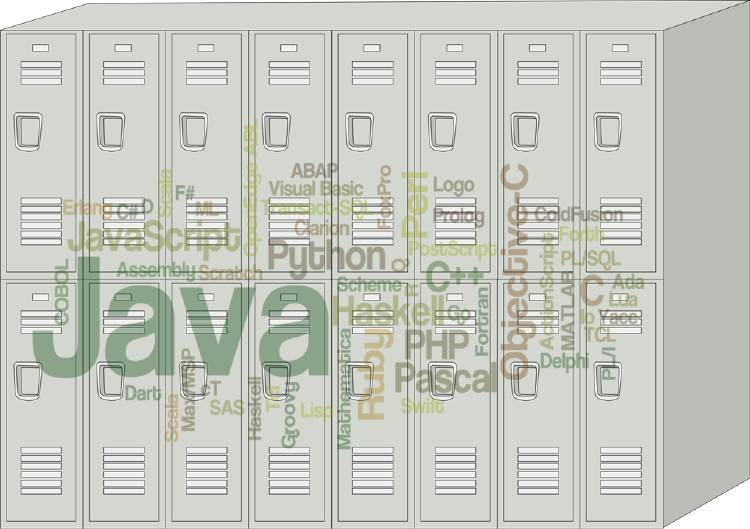 ABAP
Visual Basic
Transact-SQL
Clarion
Python
OpenEdge ABL
Scala
F#
ML
Erlang
C#
D
JavaScript
Assembly
Scratch
COBOL
Java
FoxPro
Perl
Logo
Prolog
PostScript
Q
C++
Scheme
Haskell
Go
Fortran
Objective-C
ColdFusion
Forth
PL/SQL
ActionScript
MATLAB
C
Ada
Lua
Io
Yacc
TCL
PL/I
Delphi
PHP
Pascal
Ruby
Swift
Mathematica
Lisp
Groovy
Haskell
SAS
CT
Max/MSP
Scala
Dart